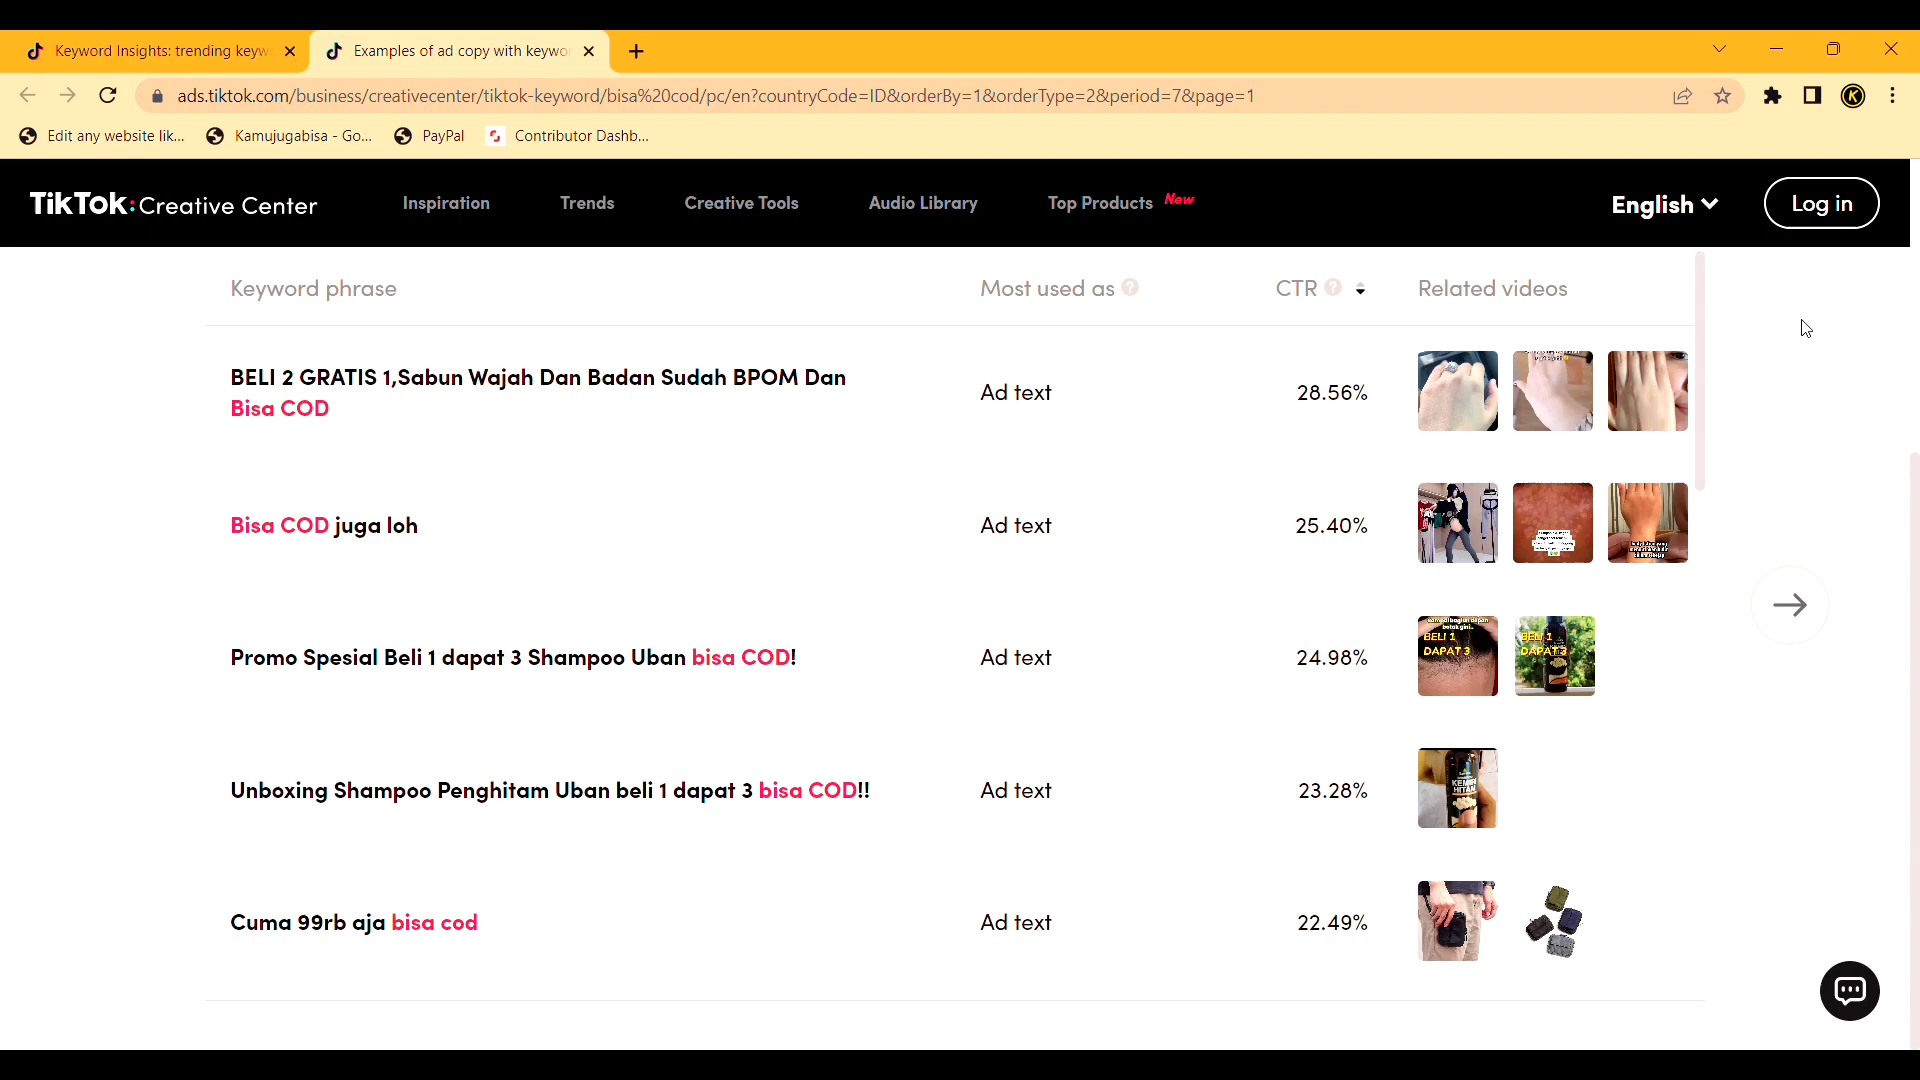 Keyword Insights: trending keyw
Examples of ad copy with keywo
ads.tiktok.com/business/creativecenter/tiktok-keyword/bisa%20cod/pc/en?countryCode=ID&orderBy=1&orderType=2&period=7&page=1
K
Edit any website lik...
Kamujugabisa - Go...
PayPal
Contributor Dashb...
TikTok: Creative Center
Inspiration
Trends
Creative Tools
Audio Library
Top Products New
English
Log in
Keyword phrase
Most used as ?
CTR ?
Related videos
BELI 2 GRATIS 1,Sabun Wajah Dan Badan Sudah BPOM Dan
Bisa COD
Ad text
28.56%
Bisa COD juga loh
Ad text
25.40%
Promo Spesial Beli 1 dapat 3 Shampoo Uban bisa COD!
Ad text
24.98%
sampai bagian depan
botak gini..
BELI 1
DAPAT 3
BELI 1
DAPAT 3
Unboxing Shampoo Penghitam Uban beli 1 dapat 3 bisa COD!!
Ad text
23.28%
KEMIRI
HITAM
Cuma 99rb aja bisa cod
Ad text
22.49%